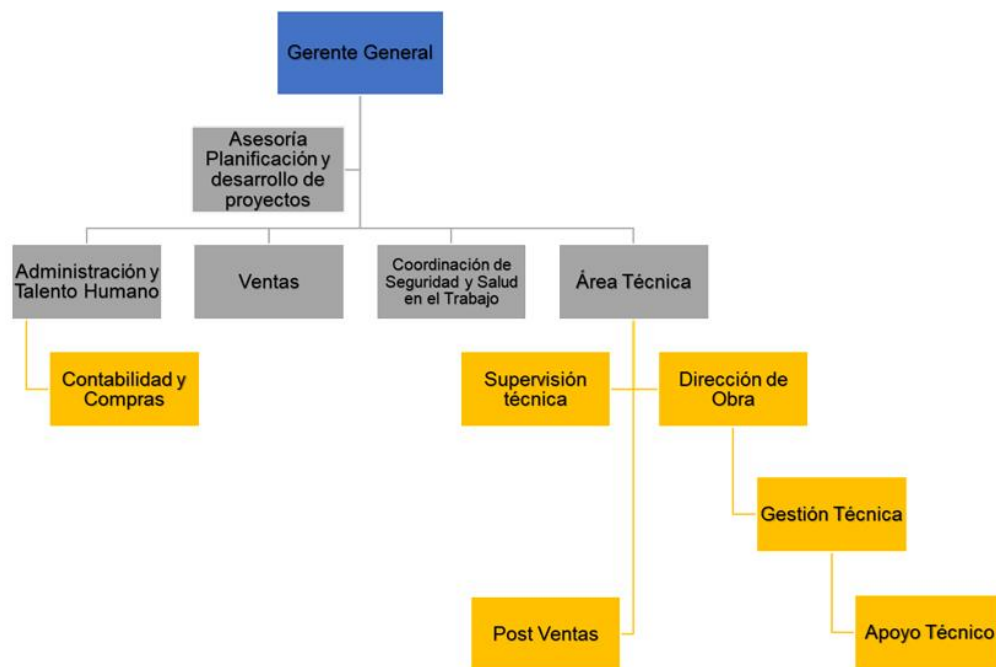 Gerente General
Asesoría
Planificación y
desarrollo de
proyectos
Administración y
Talento Humano
Ventas
Coordinación de
Seguridad y Salud
en el Trabajo
Área Técnica
Contabilidad y
Compras
Supervisión
técnica
Dirección de
Obra
Gestión Técnica
Post Ventas
Apoyo Técnico